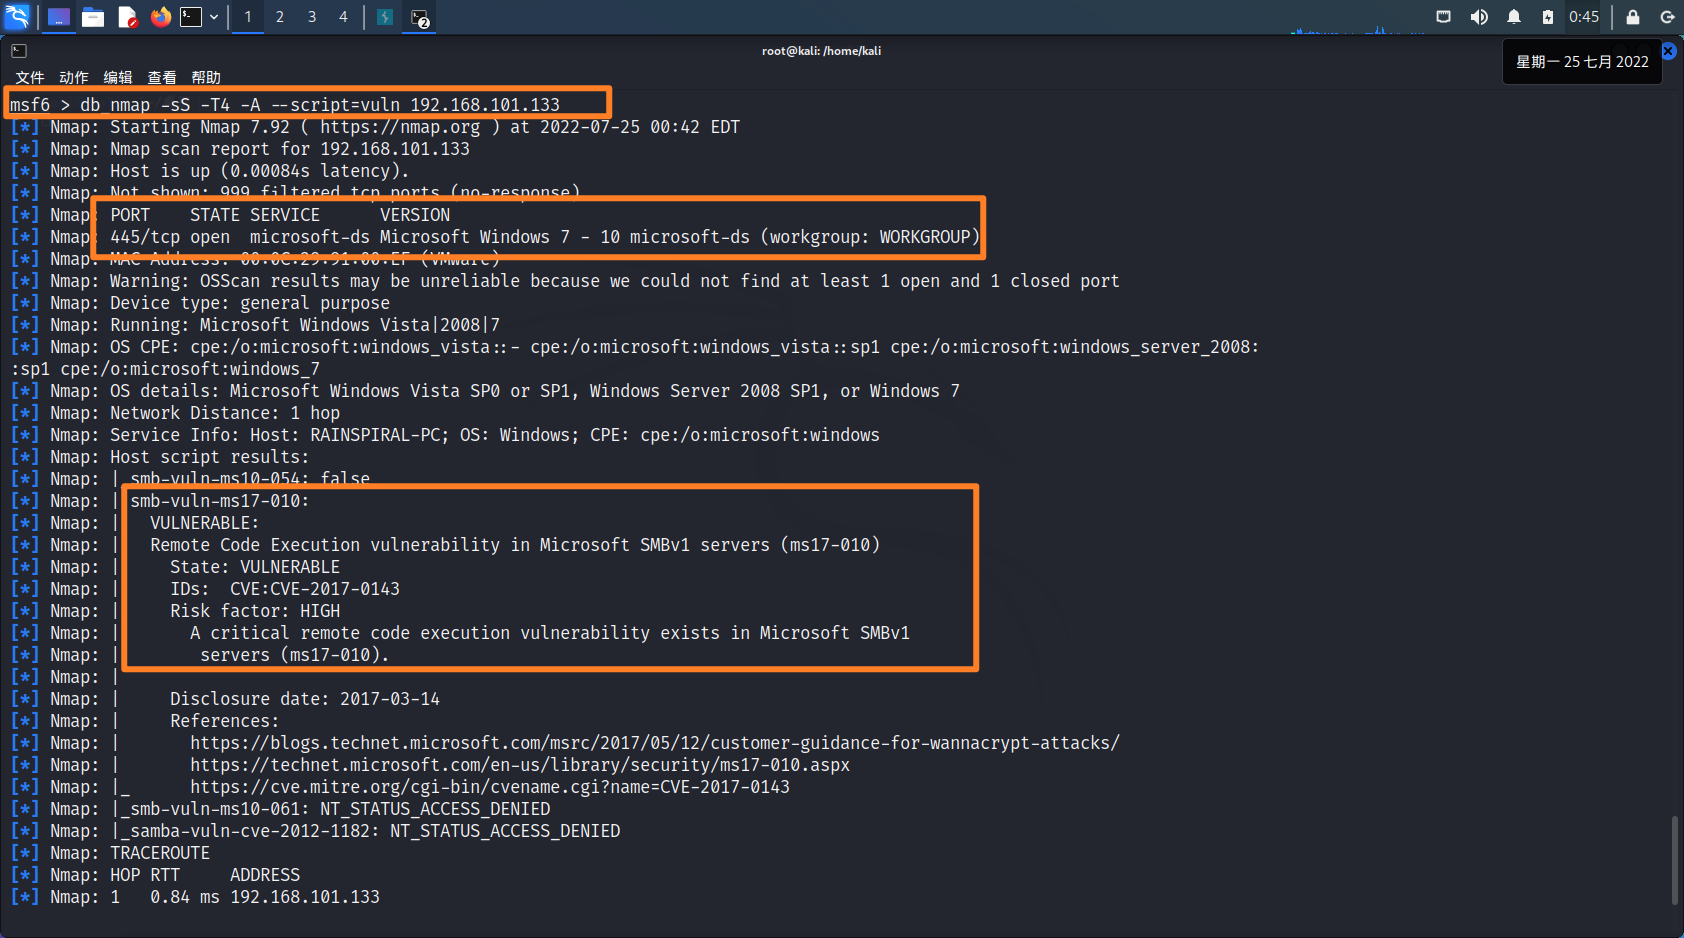 1 2 3 4 2 0:45
root@kali: /home/kali
星期一 25 七月 2022
文件 动作 编辑 查看 帮助
msf6 > db_nmap -sS -T4 -A --script=vuln 192.168.101.133
[*] Nmap: Starting Nmap 7.92 ( https://nmap.org ) at 2022-07-25 00:42 EDT
[*] Nmap: Nmap scan report for 192.168.101.133
[*] Nmap: Host is up (0.00084s latency).
[*] Nmap: Not shown: 999 filtered tcp ports (no-response)
[*] Nmap: PORT    STATE SERVICE      VERSION
[*] Nmap: 445/tcp open  microsoft-ds Microsoft Windows 7 - 10 microsoft-ds (workgroup: WORKGROUP)
[*] Nmap: MAC Address: 00:0C:29:91:00:EF (VMware)
[*] Nmap: Warning: OSScan results may be unreliable because we could not find at least 1 open and 1 closed port
[*] Nmap: Device type: general purpose
[*] Nmap: Running: Microsoft Windows Vista|2008|7
[*] Nmap: OS CPE: cpe:/o:microsoft:windows_vista::- cpe:/o:microsoft:windows_vista::sp1 cpe:/o:microsoft:windows_server_2008:
:sp1 cpe:/o:microsoft:windows_7
[*] Nmap: OS details: Microsoft Windows Vista SP0 or SP1, Windows Server 2008 SP1, or Windows 7
[*] Nmap: Network Distance: 1 hop
[*] Nmap: Service Info: Host: RAINSPIRAL-PC; OS: Windows; CPE: cpe:/o:microsoft:windows
[*] Nmap: Host script results:
[*] Nmap: |_smb-vuln-ms10-054: false
[*] Nmap: | smb-vuln-ms17-010:
[*] Nmap: |   VULNERABLE:
[*] Nmap: |   Remote Code Execution vulnerability in Microsoft SMBv1 servers (ms17-010)
[*] Nmap: |     State: VULNERABLE
[*] Nmap: |     IDs:  CVE:CVE-2017-0143
[*] Nmap: |     Risk factor: HIGH
[*] Nmap: |       A critical remote code execution vulnerability exists in Microsoft SMBv1
[*] Nmap: |        servers (ms17-010).
[*] Nmap: |
[*] Nmap: |     Disclosure date: 2017-03-14
[*] Nmap: |     References:
[*] Nmap: |       https://blogs.technet.microsoft.com/msrc/2017/05/12/customer-guidance-for-wannacrypt-attacks/
[*] Nmap: |       https://technet.microsoft.com/en-us/library/security/ms17-010.aspx
[*] Nmap: |_      https://cve.mitre.org/cgi-bin/cvename.cgi?name=CVE-2017-0143
[*] Nmap: |_smb-vuln-ms10-061: NT_STATUS_ACCESS_DENIED
[*] Nmap: |_samba-vuln-cve-2012-1182: NT_STATUS_ACCESS_DENIED
[*] Nmap: TRACEROUTE
[*] Nmap: HOP RTT     ADDRESS
[*] Nmap: 1   0.84 ms 192.168.101.133